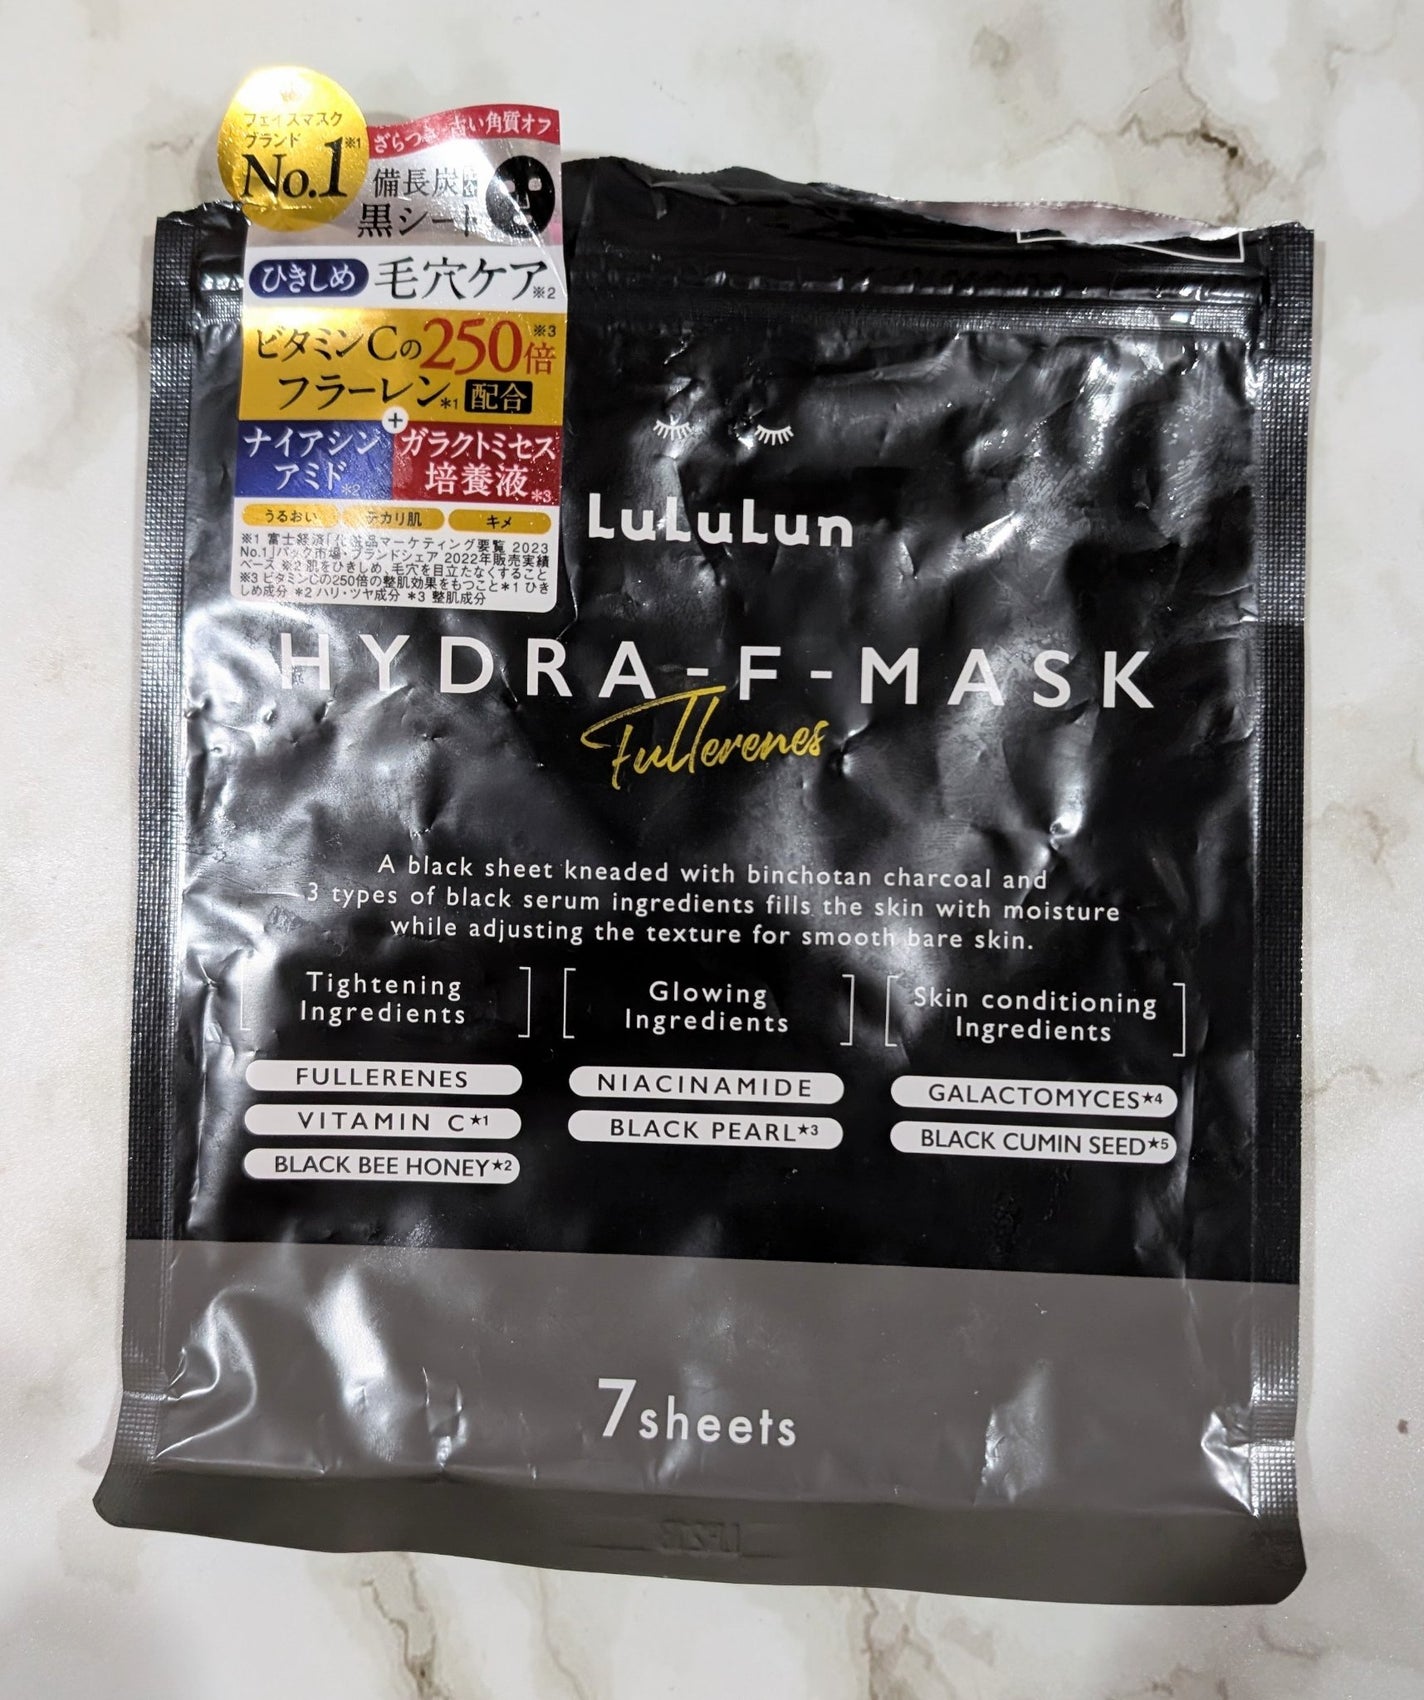 フェイスマスク
ブランド
No.1※1
ざらつき 古い角質オフ
備長炭
黒シート
ひきしめ 毛穴ケア※2
ビタミンCの250倍※3
フラーレン*1 配合
+
ナイアシン
アミド*2
ガラクトミセス
培養液*3
うるおい テカリ肌 キメ
※1 富士経済「化粧品マーケティング要覧 2023
No.1」パック市場・ブランドシェア 2022年販売実績
ベース ※2 肌をひきしめ、毛穴を目立たなくすること
※3 ビタミンCの250倍の整肌効果をもつこと*1 ひき
しめ成分 *2 ハリ・ツヤ成分 *3 整肌成分
LuLuLun
HYDRA-F-MASK
Fullerenes
A black sheet kneaded with binchotan charcoal and
3 types of black serum ingredients fills the skin with moisture
while adjusting the texture for smooth bare skin.
Tightening
Ingredients
FULLERENES
VITAMIN C★1
BLACK BEE HONEY★2
Glowing
Ingredients
NIACINAMIDE
BLACK PEARL★3
Skin conditioning
Ingredients
GALACTOMYCES★4
BLACK CUMIN SEED★5
7sheets